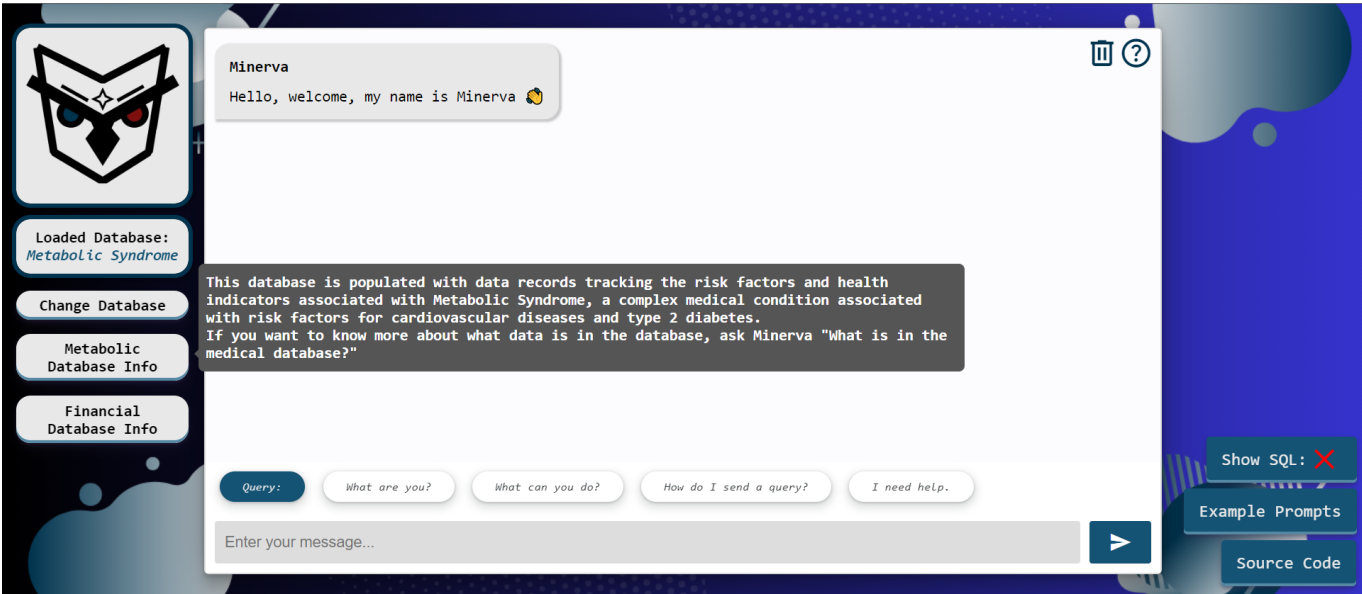 Minerva
Hello, welcome, my name is Minerva 👏
Loaded Database:
Metabolic Syndrome
Change Database
Metabolic
Database Info
Financial
Database Info
This database is populated with data records tracking the risk factors and health
indicators associated with Metabolic Syndrome, a complex medical condition associated
with risk factors for cardiovascular diseases and type 2 diabetes.
If you want to know more about what data is in the database, ask Minerva "What is in the
medical database?"
Query:
What are you?
What can you do?
How do I send a query?
I need help.
Enter your message...
Show SQL: ❌
Example Prompts
Source Code